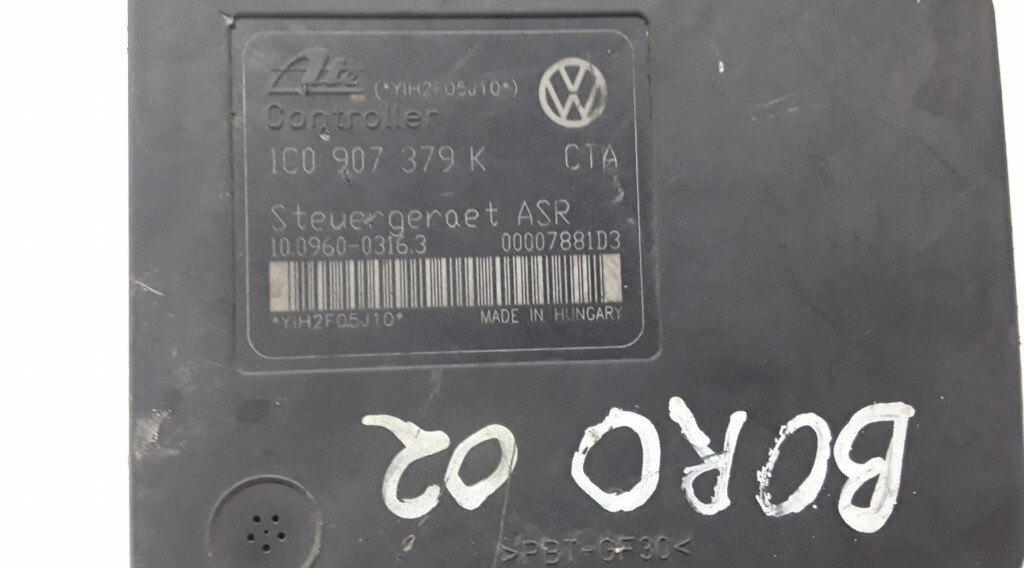 Ate (*YIH2F05J10*)
Controller
1C0 907 379 K CTA
Steuergeraet ASR
10.0960-0316.3 00007881D3
*YIH2F05J10* MADE IN HUNGARY
BORO 02
>PBT-GF30<